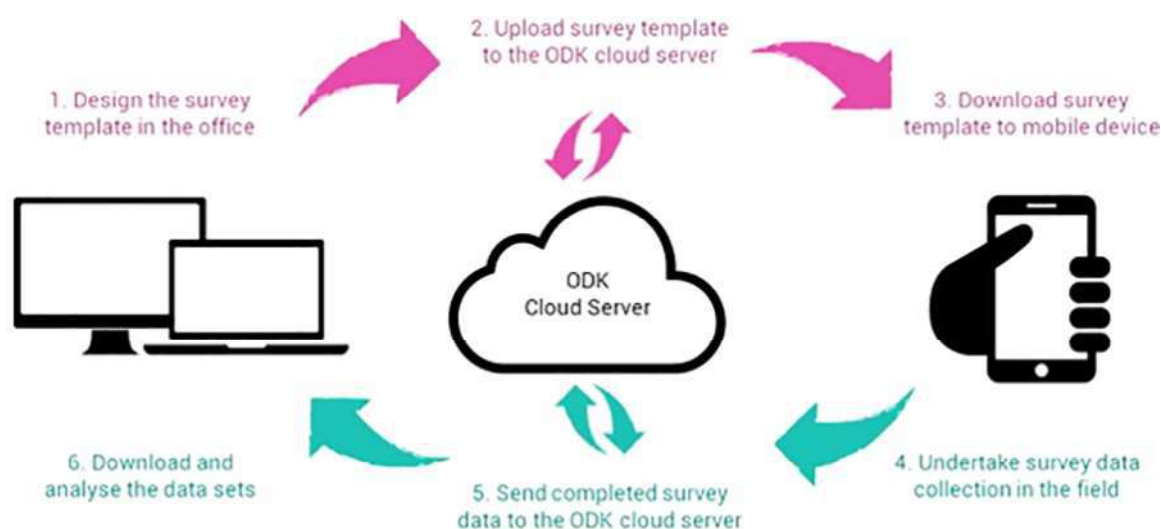 1. Design the survey
template in the office
2. Upload survey template
to the ODK cloud server
3. Download survey
template to mobile device
ODK
Cloud Server
4. Undertake survey data
collection in the field
5. Send completed survey
data to the ODK cloud server
6. Download and
analyse the data sets